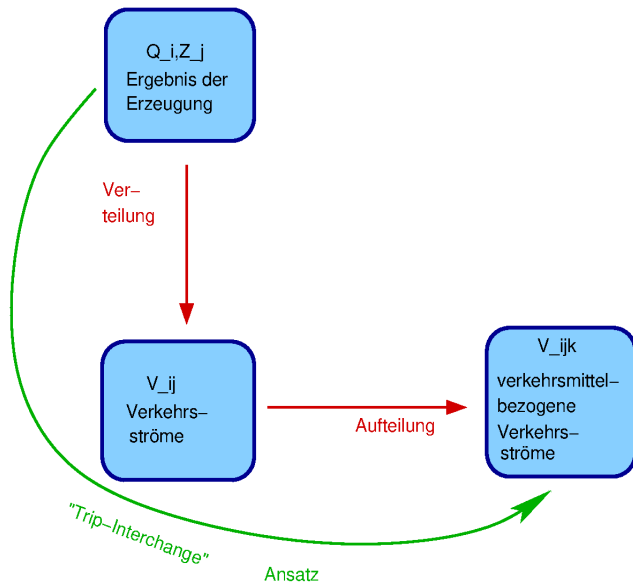 Q_i,Z_j
Ergebnis der
Erzeugung
Ver-
teilung
V_ij
Verkehrs-
ströme
Aufteilung
V_ijk
verkehrsmittel-
bezogene
Verkehrs-
ströme
"Trip-Interchange"
Ansatz